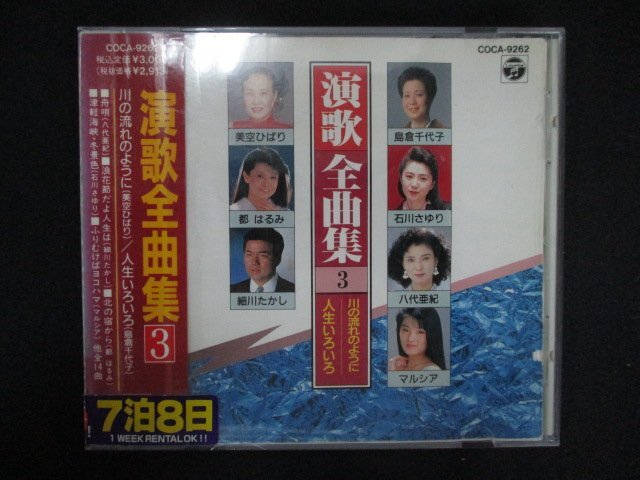 COCA-926
税込定価¥3,00
(税抜価格¥2,913
演歌全曲集 3
川の流れのように(美空ひばり)/人生いろいろ(島倉千代子)
■舟唄(八代亜紀)■浪花節だよ人生は(細川たかし)■北の宿から(都 はるみ)
■津軽海峡・冬景色(石川さゆり)■ふりむけばヨコハマ(マルシア)/他全14曲
7泊8日
1 WEEK RENTAL OK!!
COCA-9262
演歌 全曲集
3
川の流れのように
人生いろいろ
美空ひばり
都 はるみ
細川たかし
島倉千代子
石川さゆり
八代亜紀
マルシア